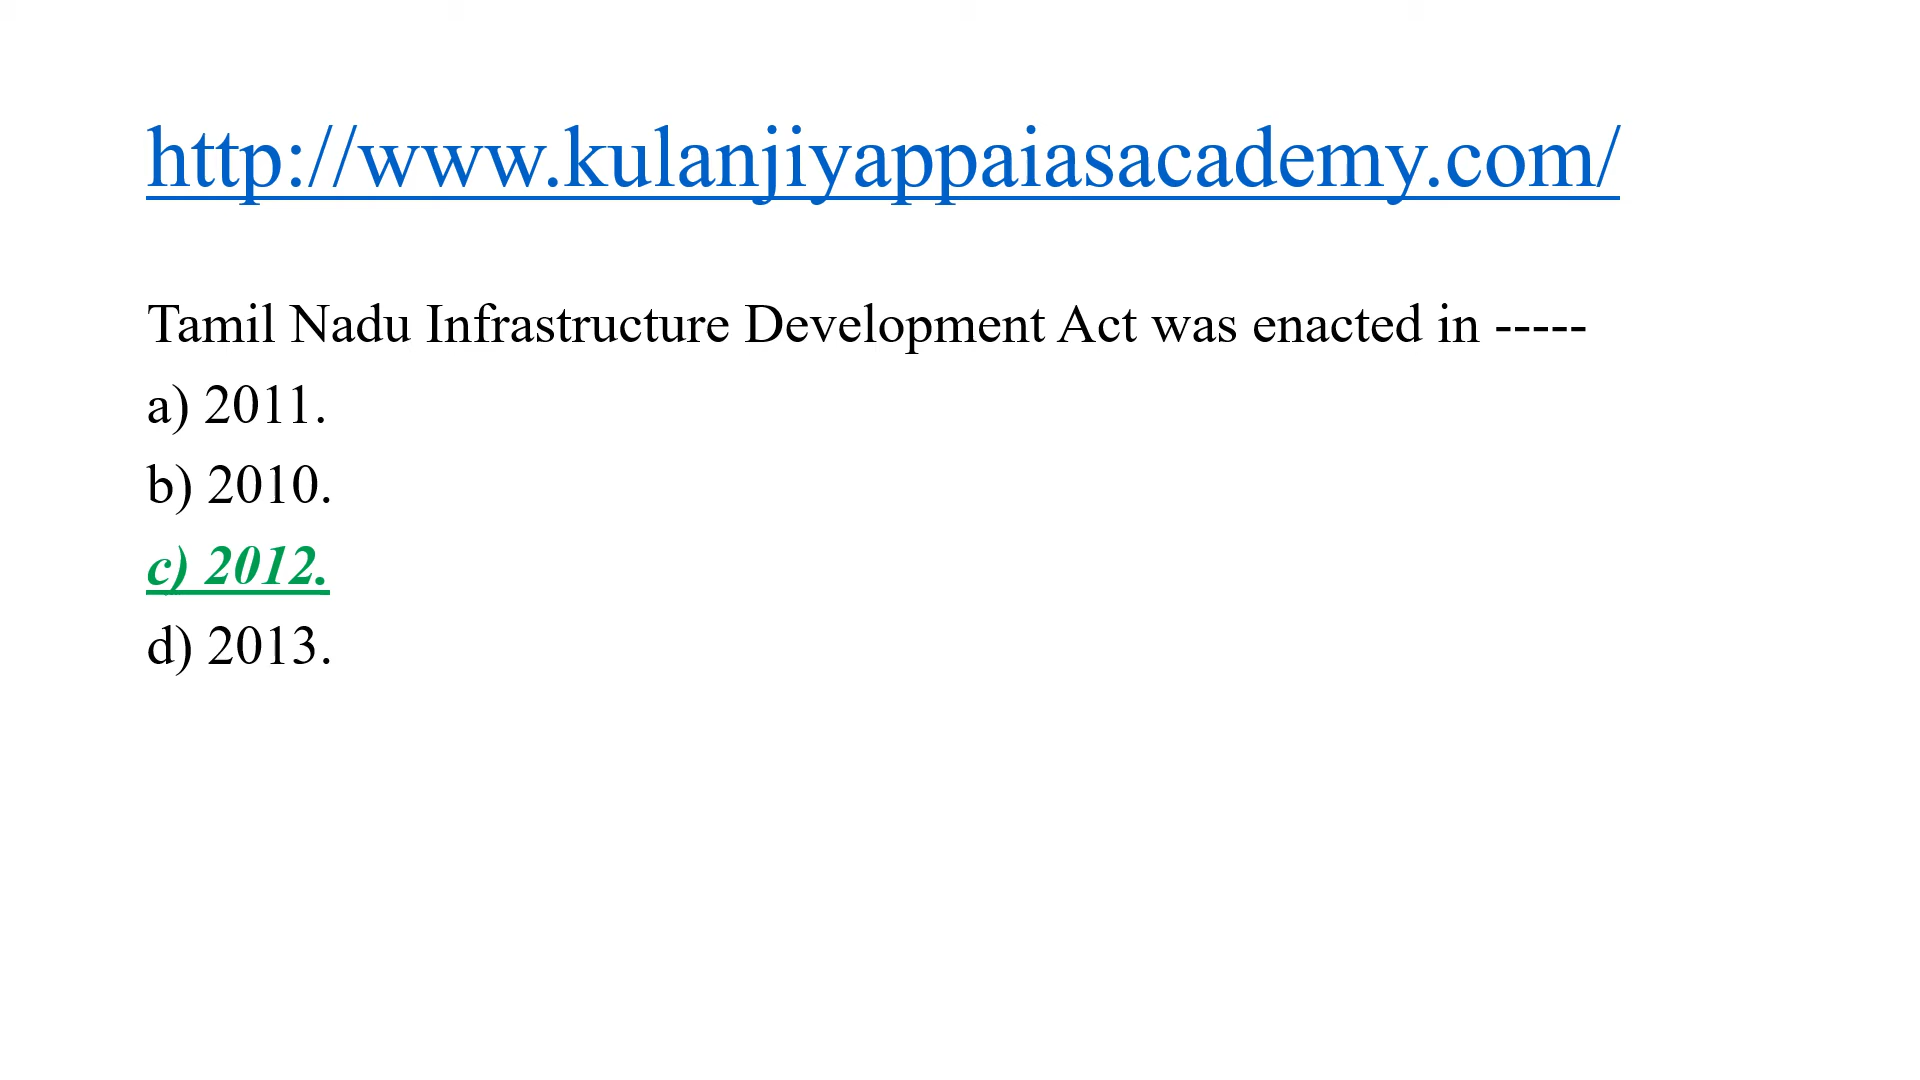 http://www.kulanjiyappaiasacademy.com/
Tamil Nadu Infrastructure Development Act was enacted in -----
a) 2011.
b) 2010.
c) 2012.
d) 2013.